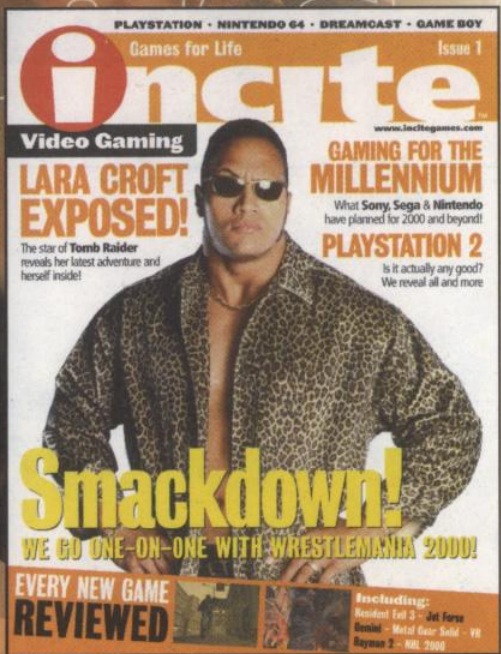 PLAYSTATION · NINTENDO 64 · DREAMCAST · GAME BOY
Games for Life
Issue 1
incite
™
Video Gaming
www.incitegames.com
LARA CROFT
EXPOSED!
The star of Tomb Raider
reveals her latest adventure and
herself inside!
GAMING FOR THE
MILLENNIUM
What Sony, Sega & Nintendo
have planned for 2000 and beyond!
PLAYSTATION 2
Is it actually any good?
We reveal all and more
Smackdown!
WE GO ONE-ON-ONE WITH WRESTLEMANIA 2000!
EVERY NEW GAME
REVIEWED
Including:
Resident Evil 3 - Jet Force
Gemini - Metal Gear Solid - VR
Rayman 2 - NHL 2000